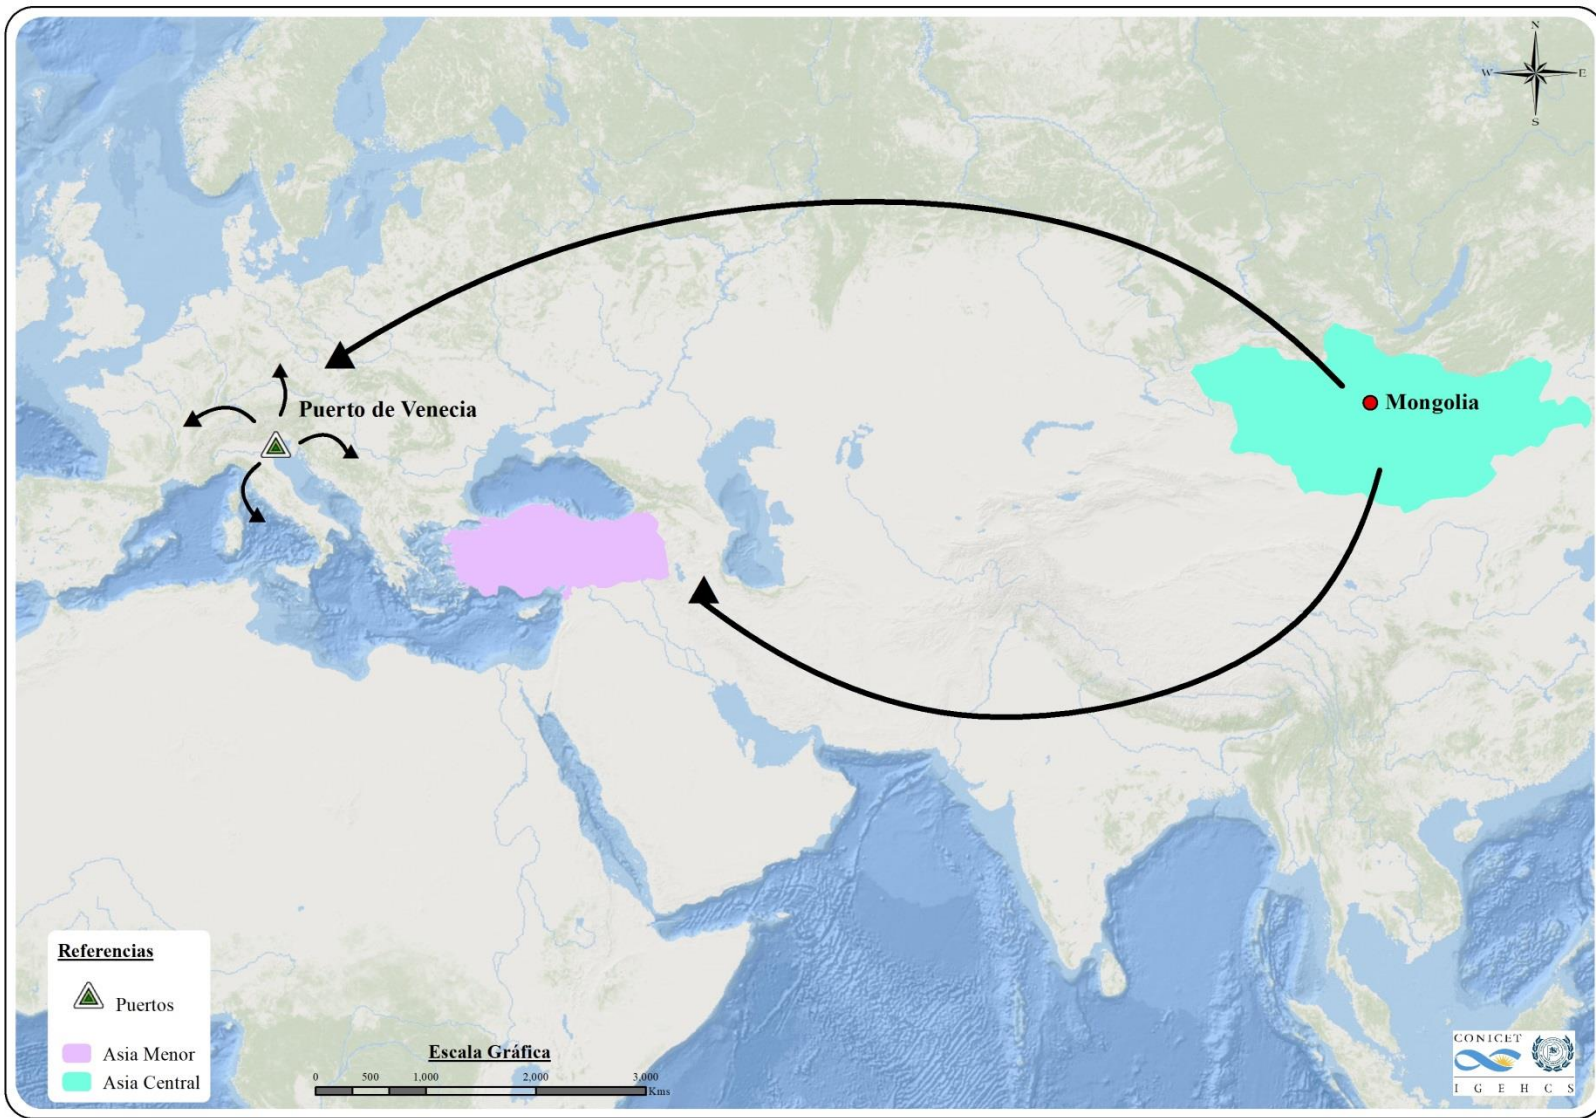 N
W E
S
Puerto de Venecia
Mongolia
Referencias
Puertos
Asia Menor
Asia Central
Escala Gráfica
0 500 1,000 2,000 3,000
Kms
CONICET
I G E H C S